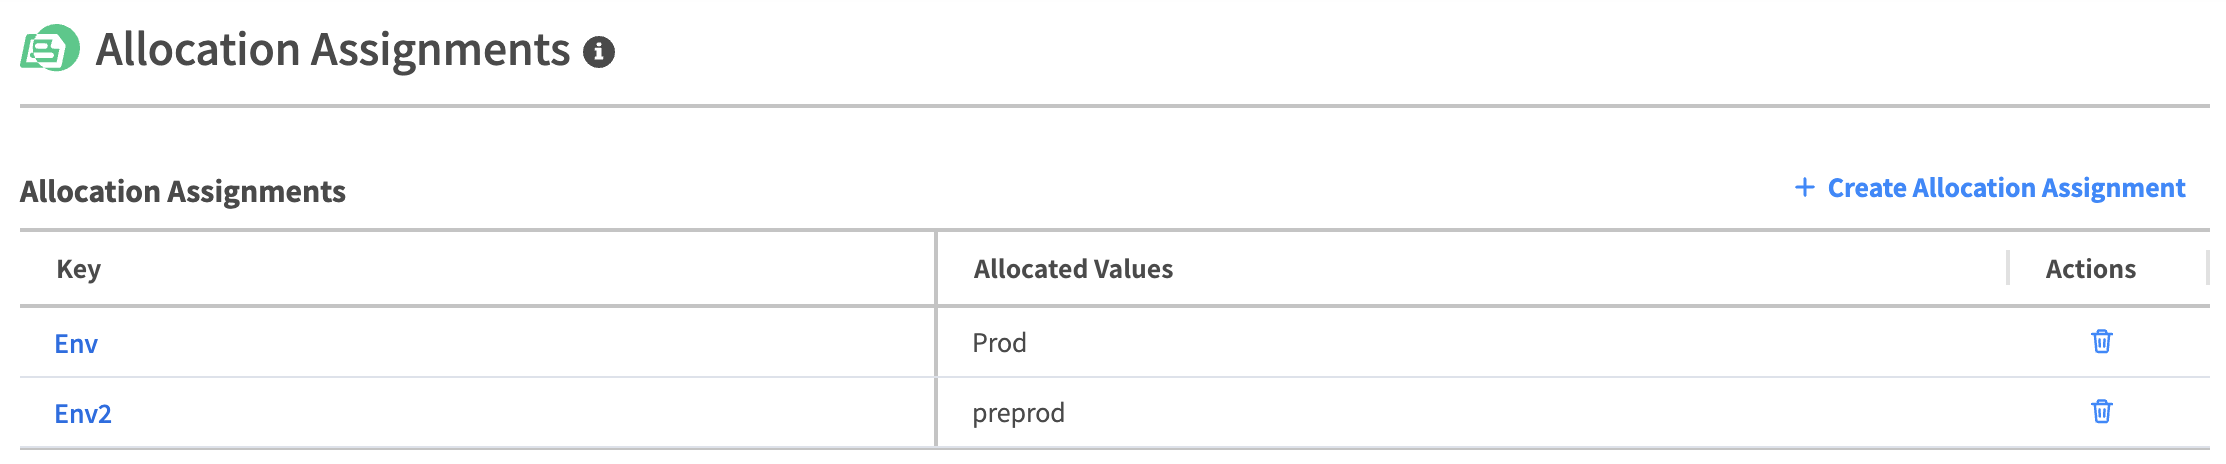 Allocation Assignments
Allocation Assignments
+ Create Allocation Assignment
Key Allocated Values Actions
Env Prod
Env2 preprod